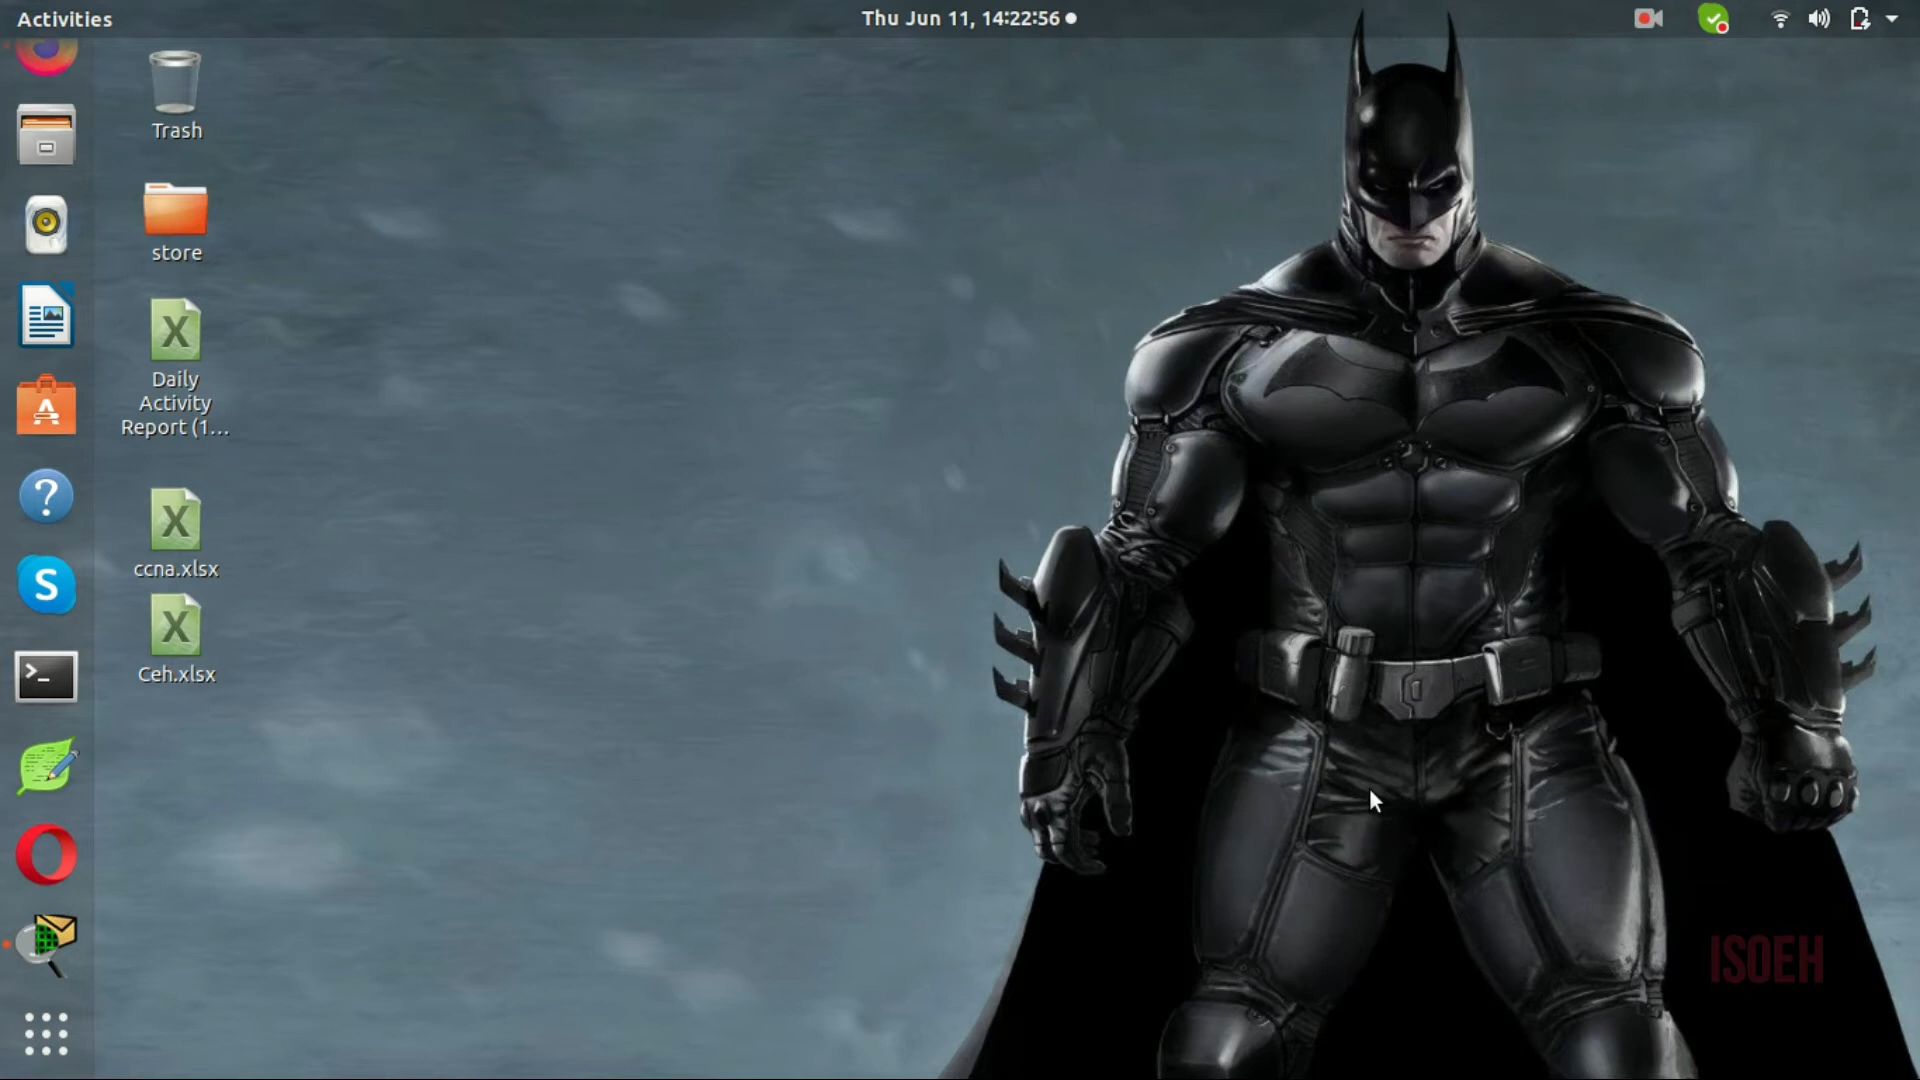 Activities
Thu Jun 11, 14:22:56
Trash
store
Daily
Activity
Report (1...
ccna.xlsx
Ceh.xlsx
ISOEH